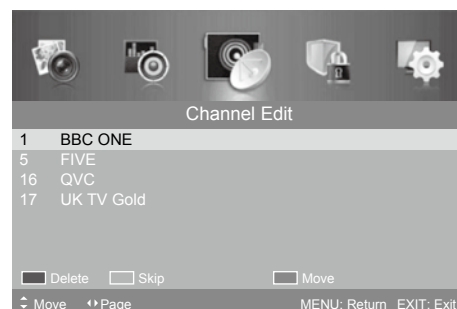 Channel Edit
1 BBC ONE
5 FIVE
16 QVC
17 UK TV Gold
Delete Skip Move
Move Page MENU: Return EXIT: Exit